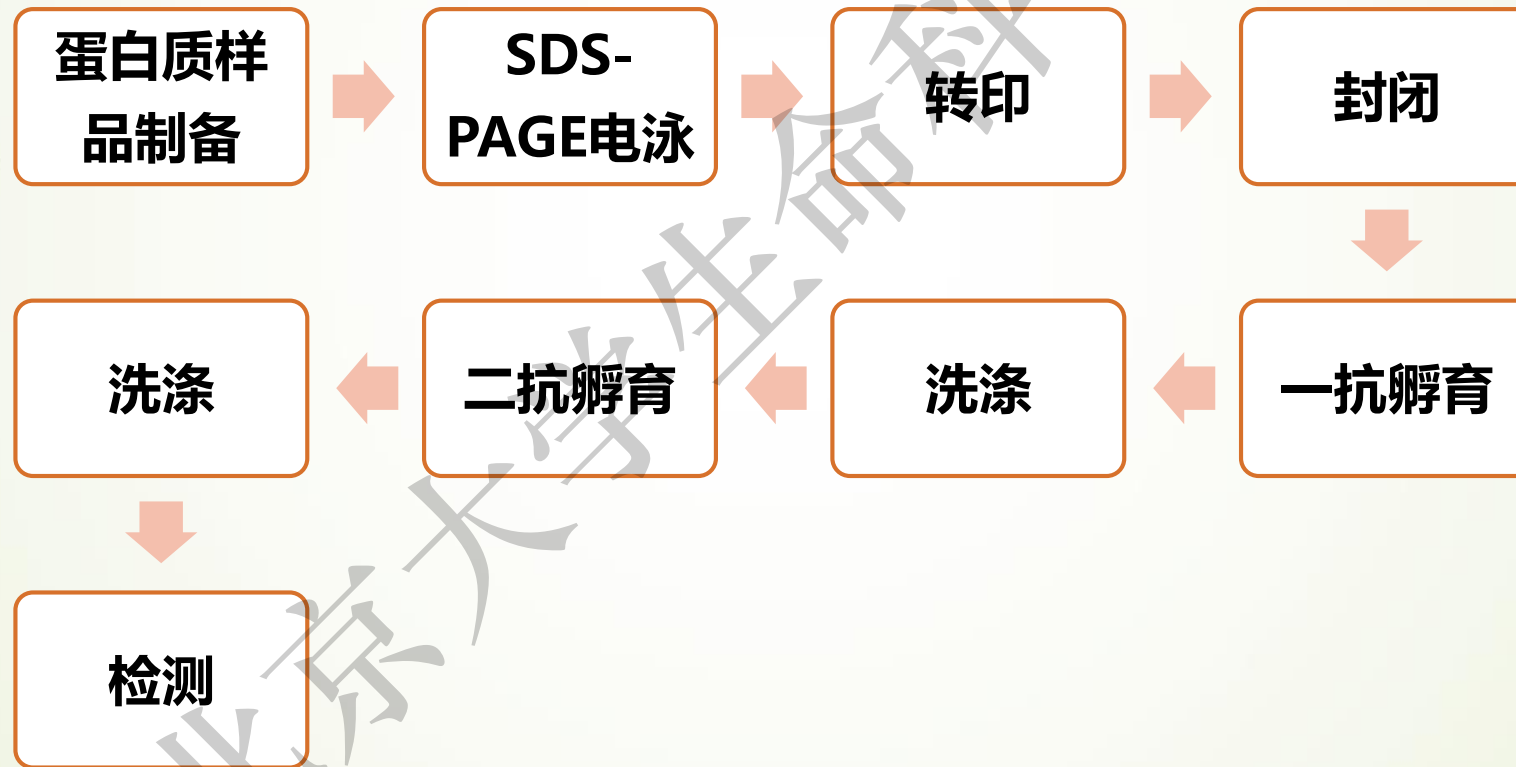 蛋白质样
品制备
SDS-
PAGE电泳
转印
封闭
一抗孵育
洗涤
二抗孵育
洗涤
检测
北京大学生命科